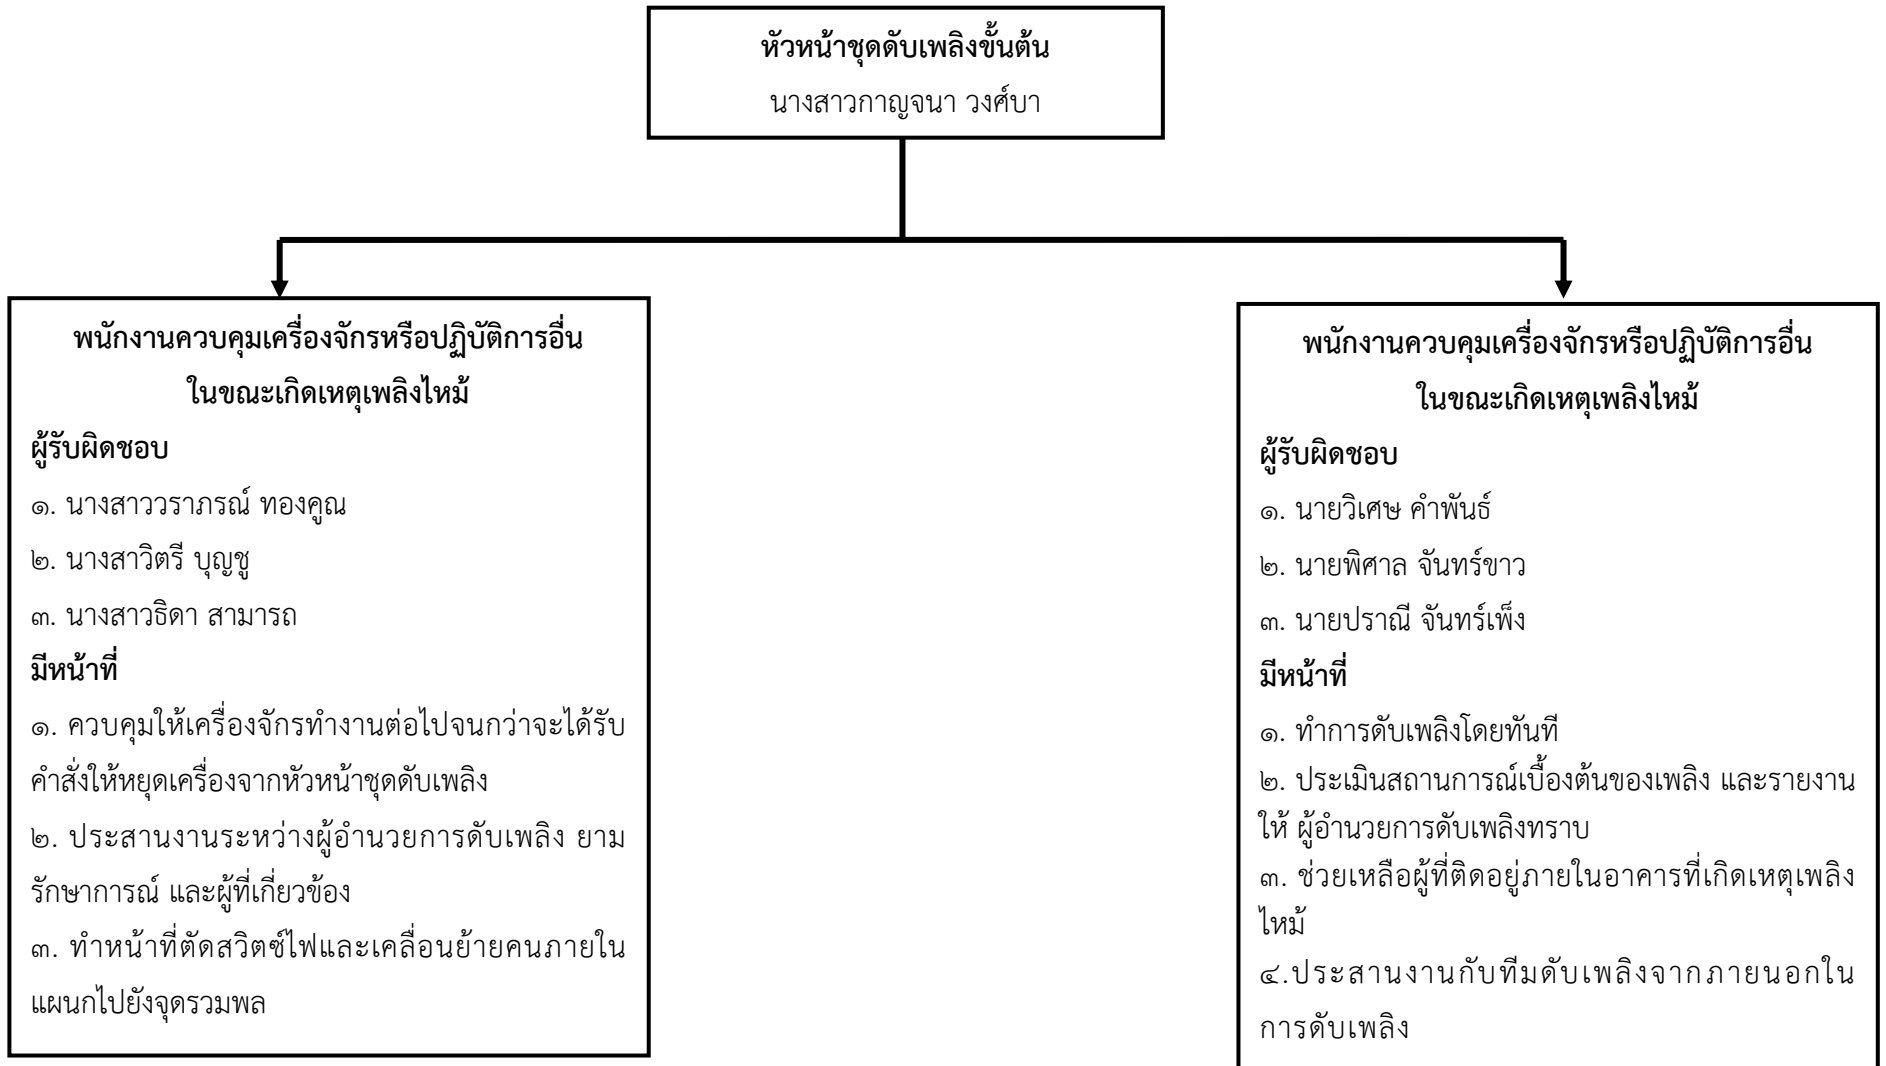 หัวหน้าชุดดับเพลิงขั้นต้น
นางสาวกาญจนา วงศ์บา
พนักงานควบคุมเครื่องจักรหรือปฏิบัติการอื่น
ในขณะเกิดเหตุเพลิงไหม้
ผู้รับผิดชอบ
๑. นางสาววราภรณ์ ทองคูณ
๒. นางสาวิตรี บุญชู
๓. นางสาวธิดา สามารถ
มีหน้าที่
๑. ควบคุมให้เครื่องจักรทำงานต่อไปจนกว่าจะได้รับ
คำสั่งให้หยุดเครื่องจากหัวหน้าชุดดับเพลิง
๒. ประสานงานระหว่างผู้อำนวยการดับเพลิง ยาม
รักษาการณ์ และผู้ที่เกี่ยวข้อง
๓. ทำหน้าที่ตัดสวิตซ์ไฟและเคลื่อนย้ายคนภายใน
แผนกไปยังจุดรวมพล
พนักงานควบคุมเครื่องจักรหรือปฏิบัติการอื่น
ในขณะเกิดเหตุเพลิงไหม้
ผู้รับผิดชอบ
๑. นายวิเศษ คำพันธ์
๒. นายพิศาล จันทร์ขาว
๓. นายปราณี จันทร์เพ็ง
มีหน้าที่
๑. ทำการดับเพลิงโดยทันที
๒. ประเมินสถานการณ์เบื้องต้นของเพลิง และรายงาน
ให้ ผู้อำนวยการดับเพลิงทราบ
๓. ช่วยเหลือผู้ที่ติดอยู่ภายในอาคารที่เกิดเหตุเพลิง
ไหม้
๔.ประสานงานกับทีมดับเพลิงจากภายนอกใน
การดับเพลิง